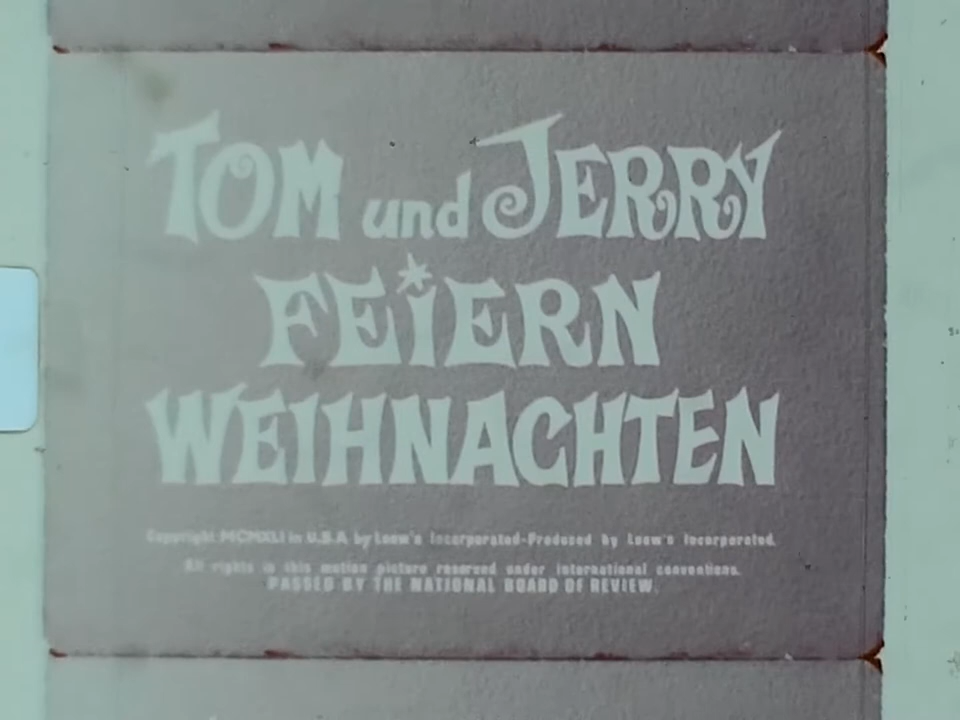 TOM und JERRY
FEiERN
WEIHNACHTEN
Copyright MCMXLI in U.S.A by Loew's Incorporated-Produced by Loew's Incorporated.
All rights in this motion picture reserved under international conventions.
PASSED BY THE NATIONAL BOARD OF REVIEW.